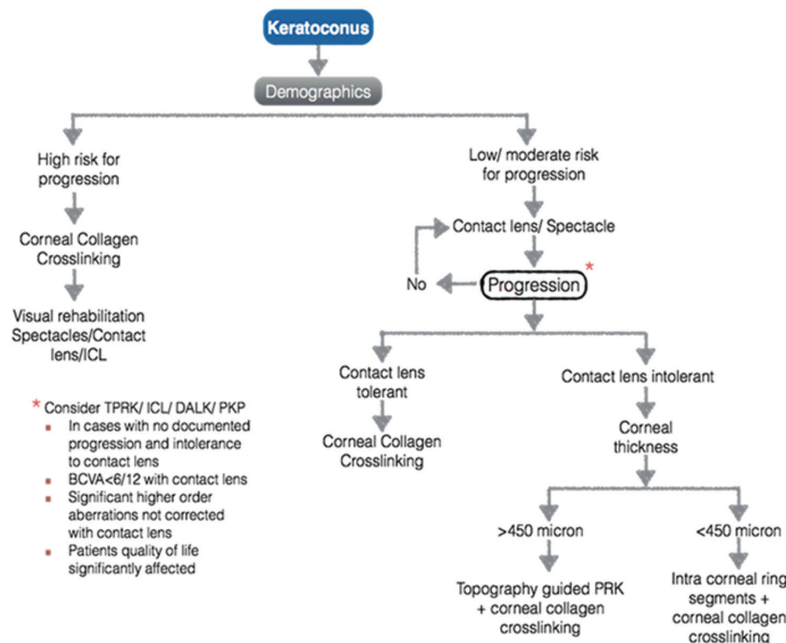 Keratoconus
Demographics
High risk for
progression
Corneal Collagen
Crosslinking
Visual rehabilitation
Spectacles/Contact
lens/ICL
Low/ moderate risk
for progression
Contact lens/ Spectacle
No
Progression *
Contact lens
tolerant
Corneal Collagen
Crosslinking
Contact lens intolerant
Corneal
thickness
>450 micron
Topography guided PRK
+ corneal collagen
crosslinking
<450 micron
Intra corneal ring
segments +
corneal collagen
crosslinking
* Consider TPRK/ ICL/ DALK/ PKP
▪ In cases with no documented
progression and intolerance
to contact lens
▪ BCVA<6/12 with contact lens
▪ Significant higher order
aberrations not corrected
with contact lens
▪ Patients quality of life
significantly affected